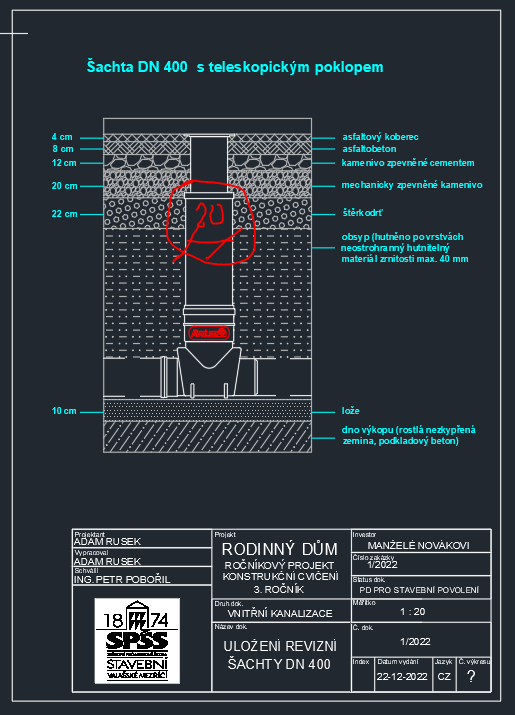 Šachta DN 400 s teleskopickým poklopem
4 cm
asfaltový koberec
8 cm
asfaltobeton
12 cm
kamenivo zpevněné cementem
20 cm
mechanicky zpevněné kamenivo
22 cm
štěrkodrť
20
obsyp (hutněno po vrstvách
neostrohranný hutnitelný
materiál zrnitosti max. 40 mm
10 cm
lože
dno výkopu (rostlá nezkypřená
zemina, podkladový beton)
Projektant
ADAM RUSEK
Vypracoval
ADAM RUSEK
Schválil
ING. PETR POBOŘIL
18 74
SPŠS
STAVEBNÍ
VALAŠSKÉ MEZIŘÍČÍ
Projekt
RODINNÝ DŮM
ROČNÍKOVÝ PROJEKT
KONSTRUKČNÍ CVIČENÍ
3. ROČNÍK
Druh dok.
VNITŘNÍ KANALIZACE
Název dok.
ULOŽENÍ REVIZNÍ
ŠACHTY DN 400
Investor
MANŽELÉ NOVÁKOVI
Číslo zakázky
1/2022
Status dok.
PD PRO STAVEBNÍ POVOLENÍ
Měřítko
1 : 20
Č. dok.
1/2022
Index
Datum vydání
22-12-2022
Jazyk
CZ
Č. výkresu
?